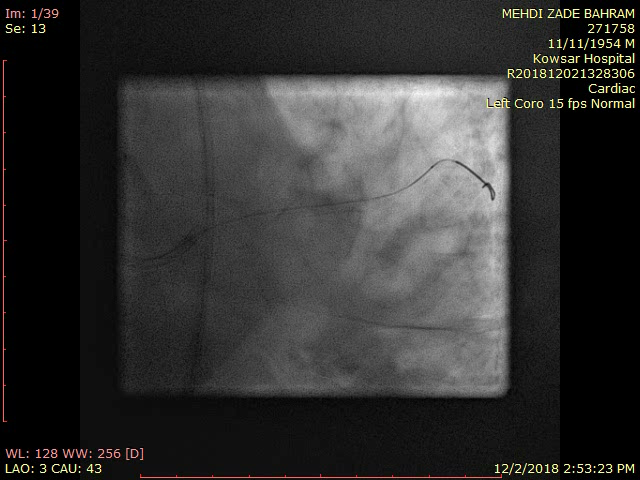 Im: 1/39
Se: 13
MEHDI ZADE BAHRAM
271758
11/11/1954 M
Kowsar Hospital
R201812021328306
Cardiac
Left Coro 15 fps Normal
WL: 128 WW: 256 [D]
LAO: 3 CAU: 43
12/2/2018 2:53:23 PM